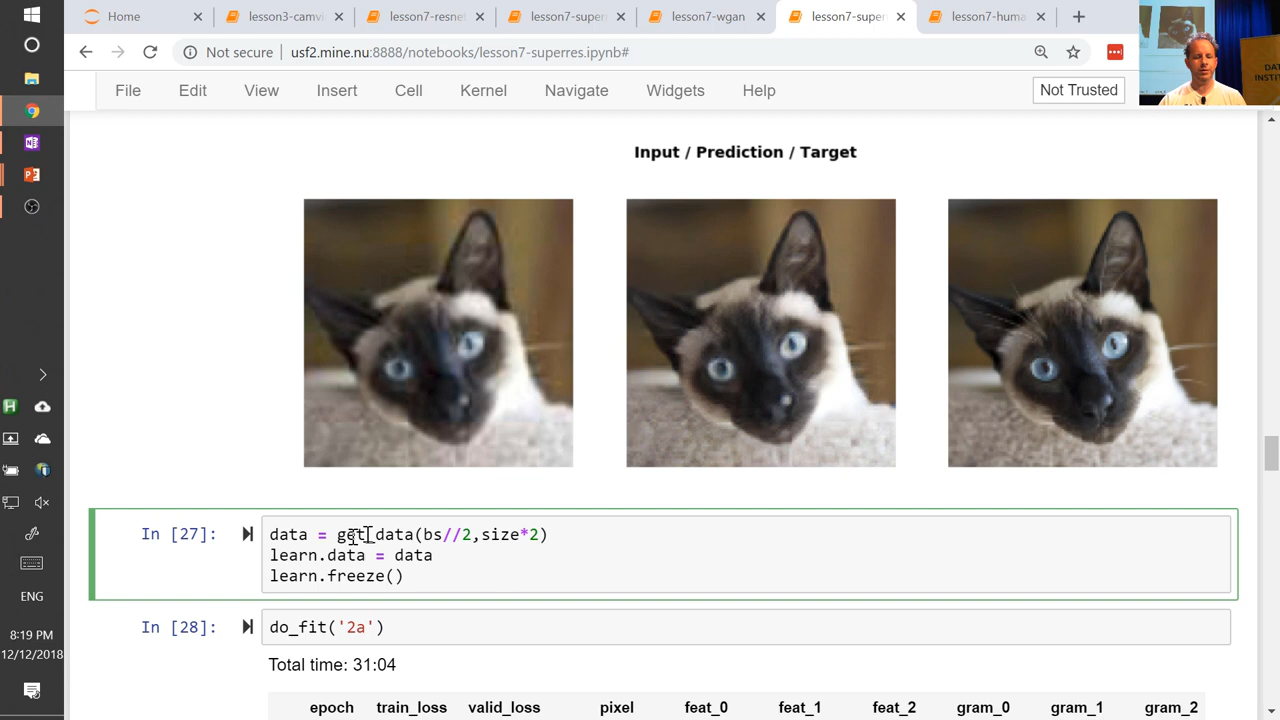 Home
lesson3-camvi
lesson7-resne
lesson7-super
lesson7-wgan
lesson7-super
lesson7-huma
Not secure
usf2.mine.nu:8888/notebooks/lesson7-superres.ipynb#
DAT
INSTIT
File Edit View Insert Cell Kernel Navigate Widgets Help
Not Trusted
Input / Prediction / Target
In [27]:
data = get_data(bs//2,size*2)
learn.data = data
learn.freeze()
In [28]:
do_fit('2a')
Total time: 31:04
epoch train_loss valid_loss pixel feat_0 feat_1 feat_2 gram_0 gram_1 gram_2
ENG
8:19 PM
12/12/2018